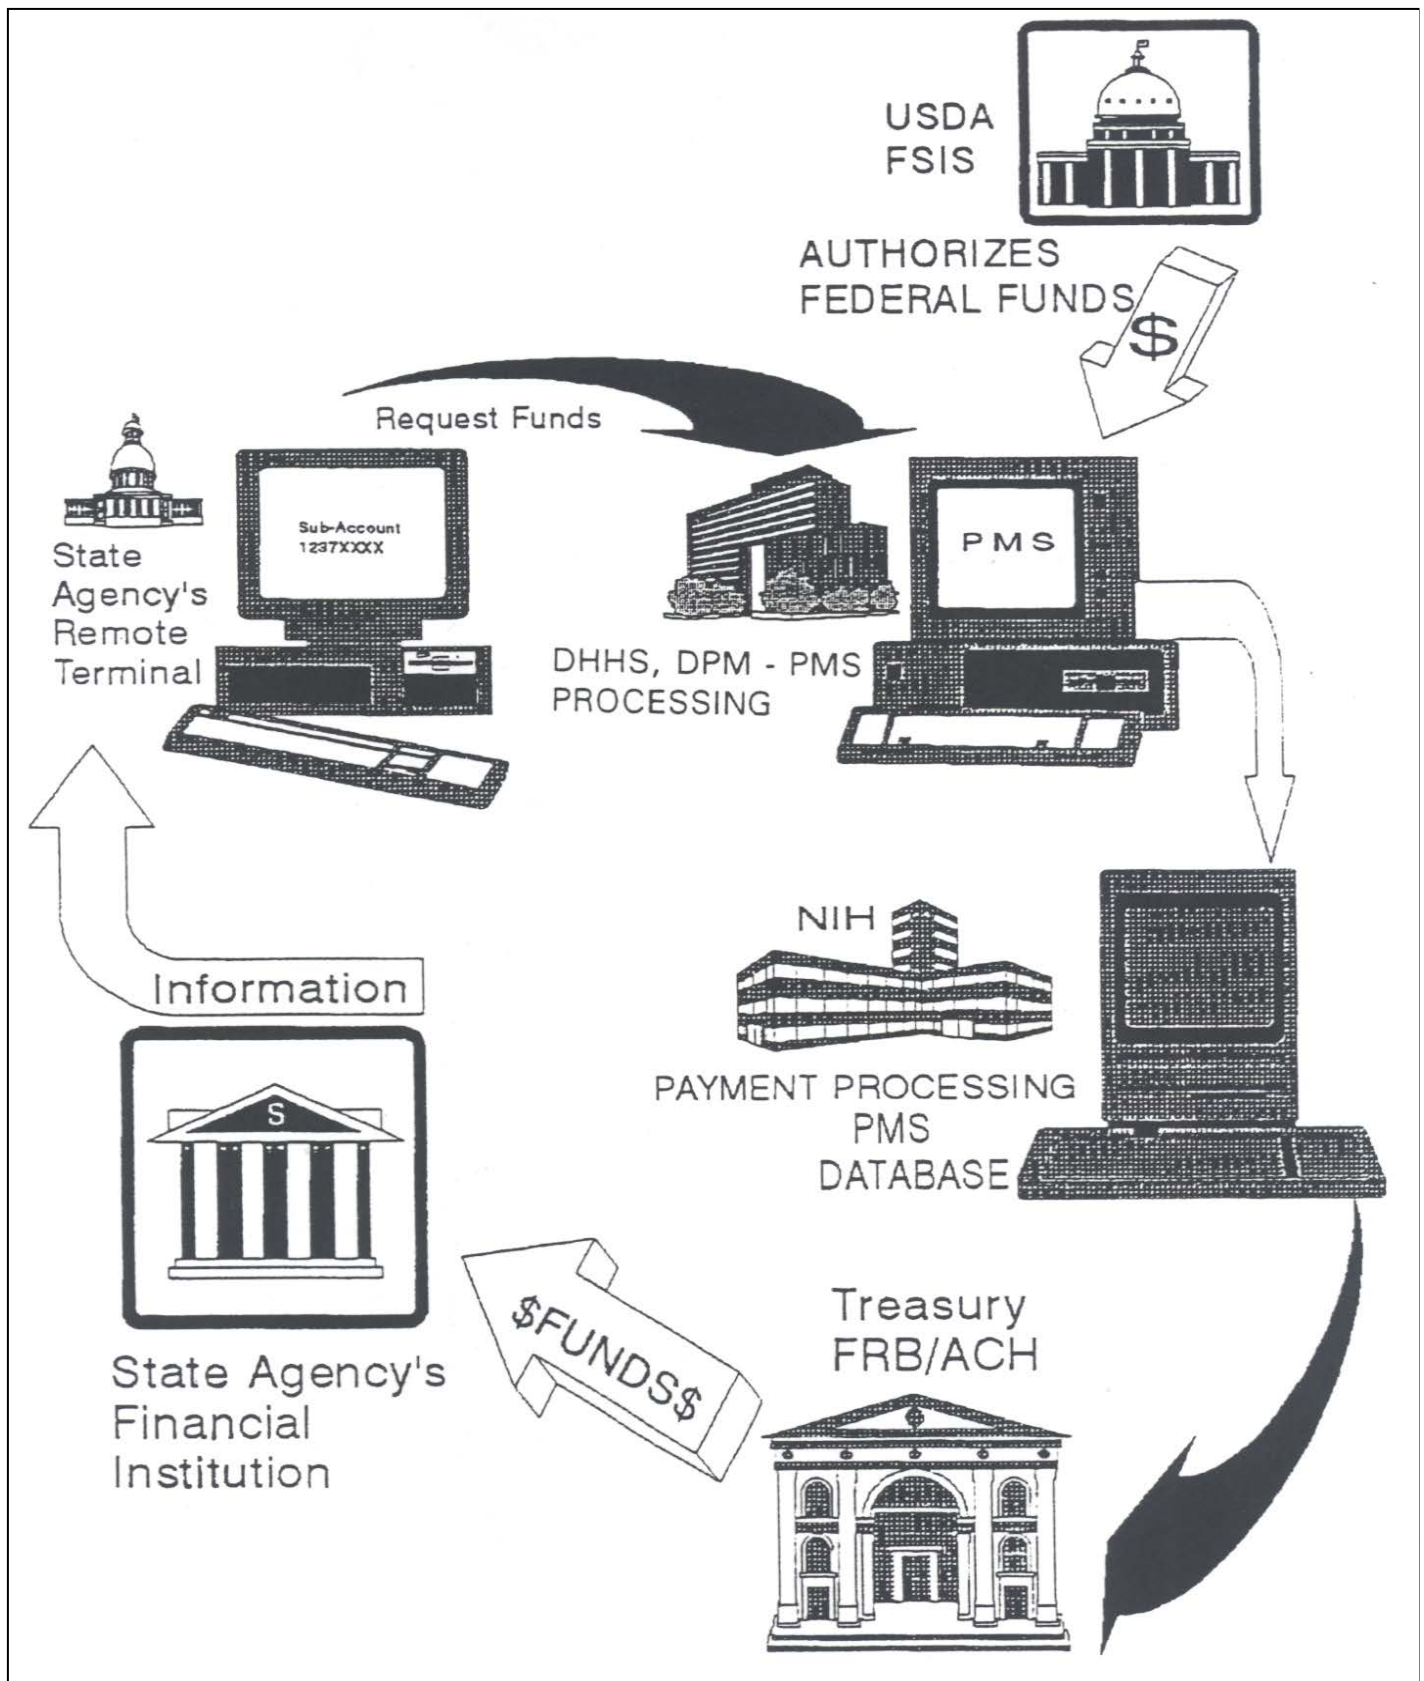 USDA
FSIS
AUTHORIZES
FEDERAL FUNDS
$
Request Funds
Sub-Account
1237XXXX
State
Agency's
Remote
Terminal
PMS
DHHS, DPM - PMS
PROCESSING
Information
NIH
PAYMENT PROCESSING
PMS
DATABASE
S
$FUNDS$
Treasury
FRB/ACH
State Agency's
Financial
Institution